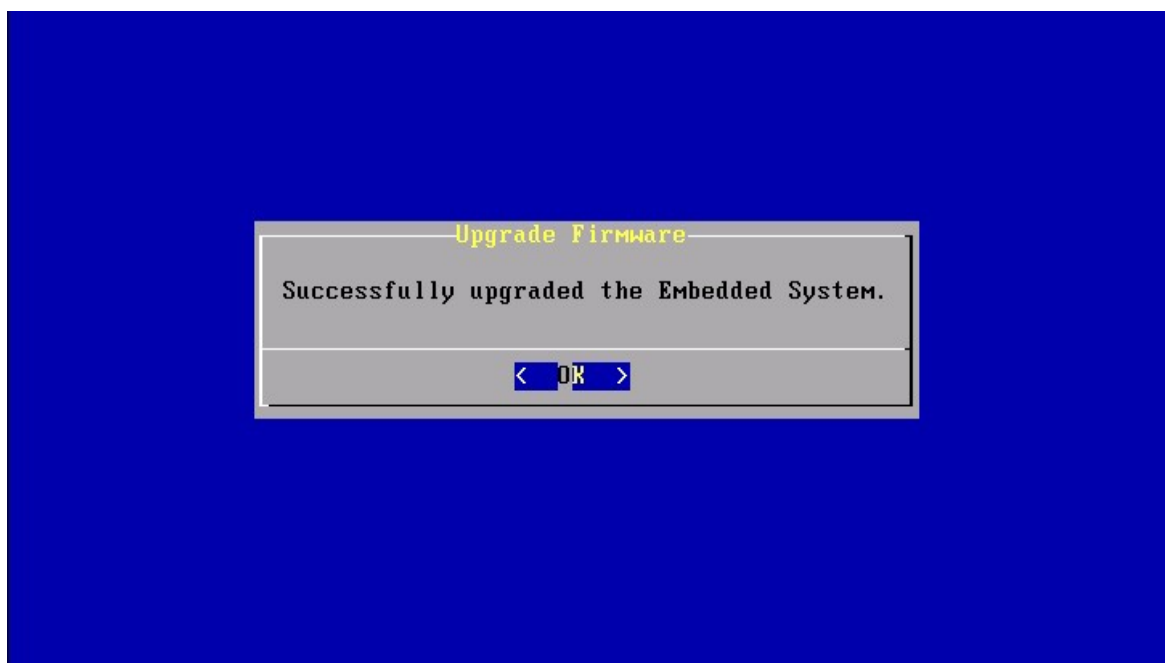 Upgrade Firmware
Successfully upgraded the Embedded System.
< OK >